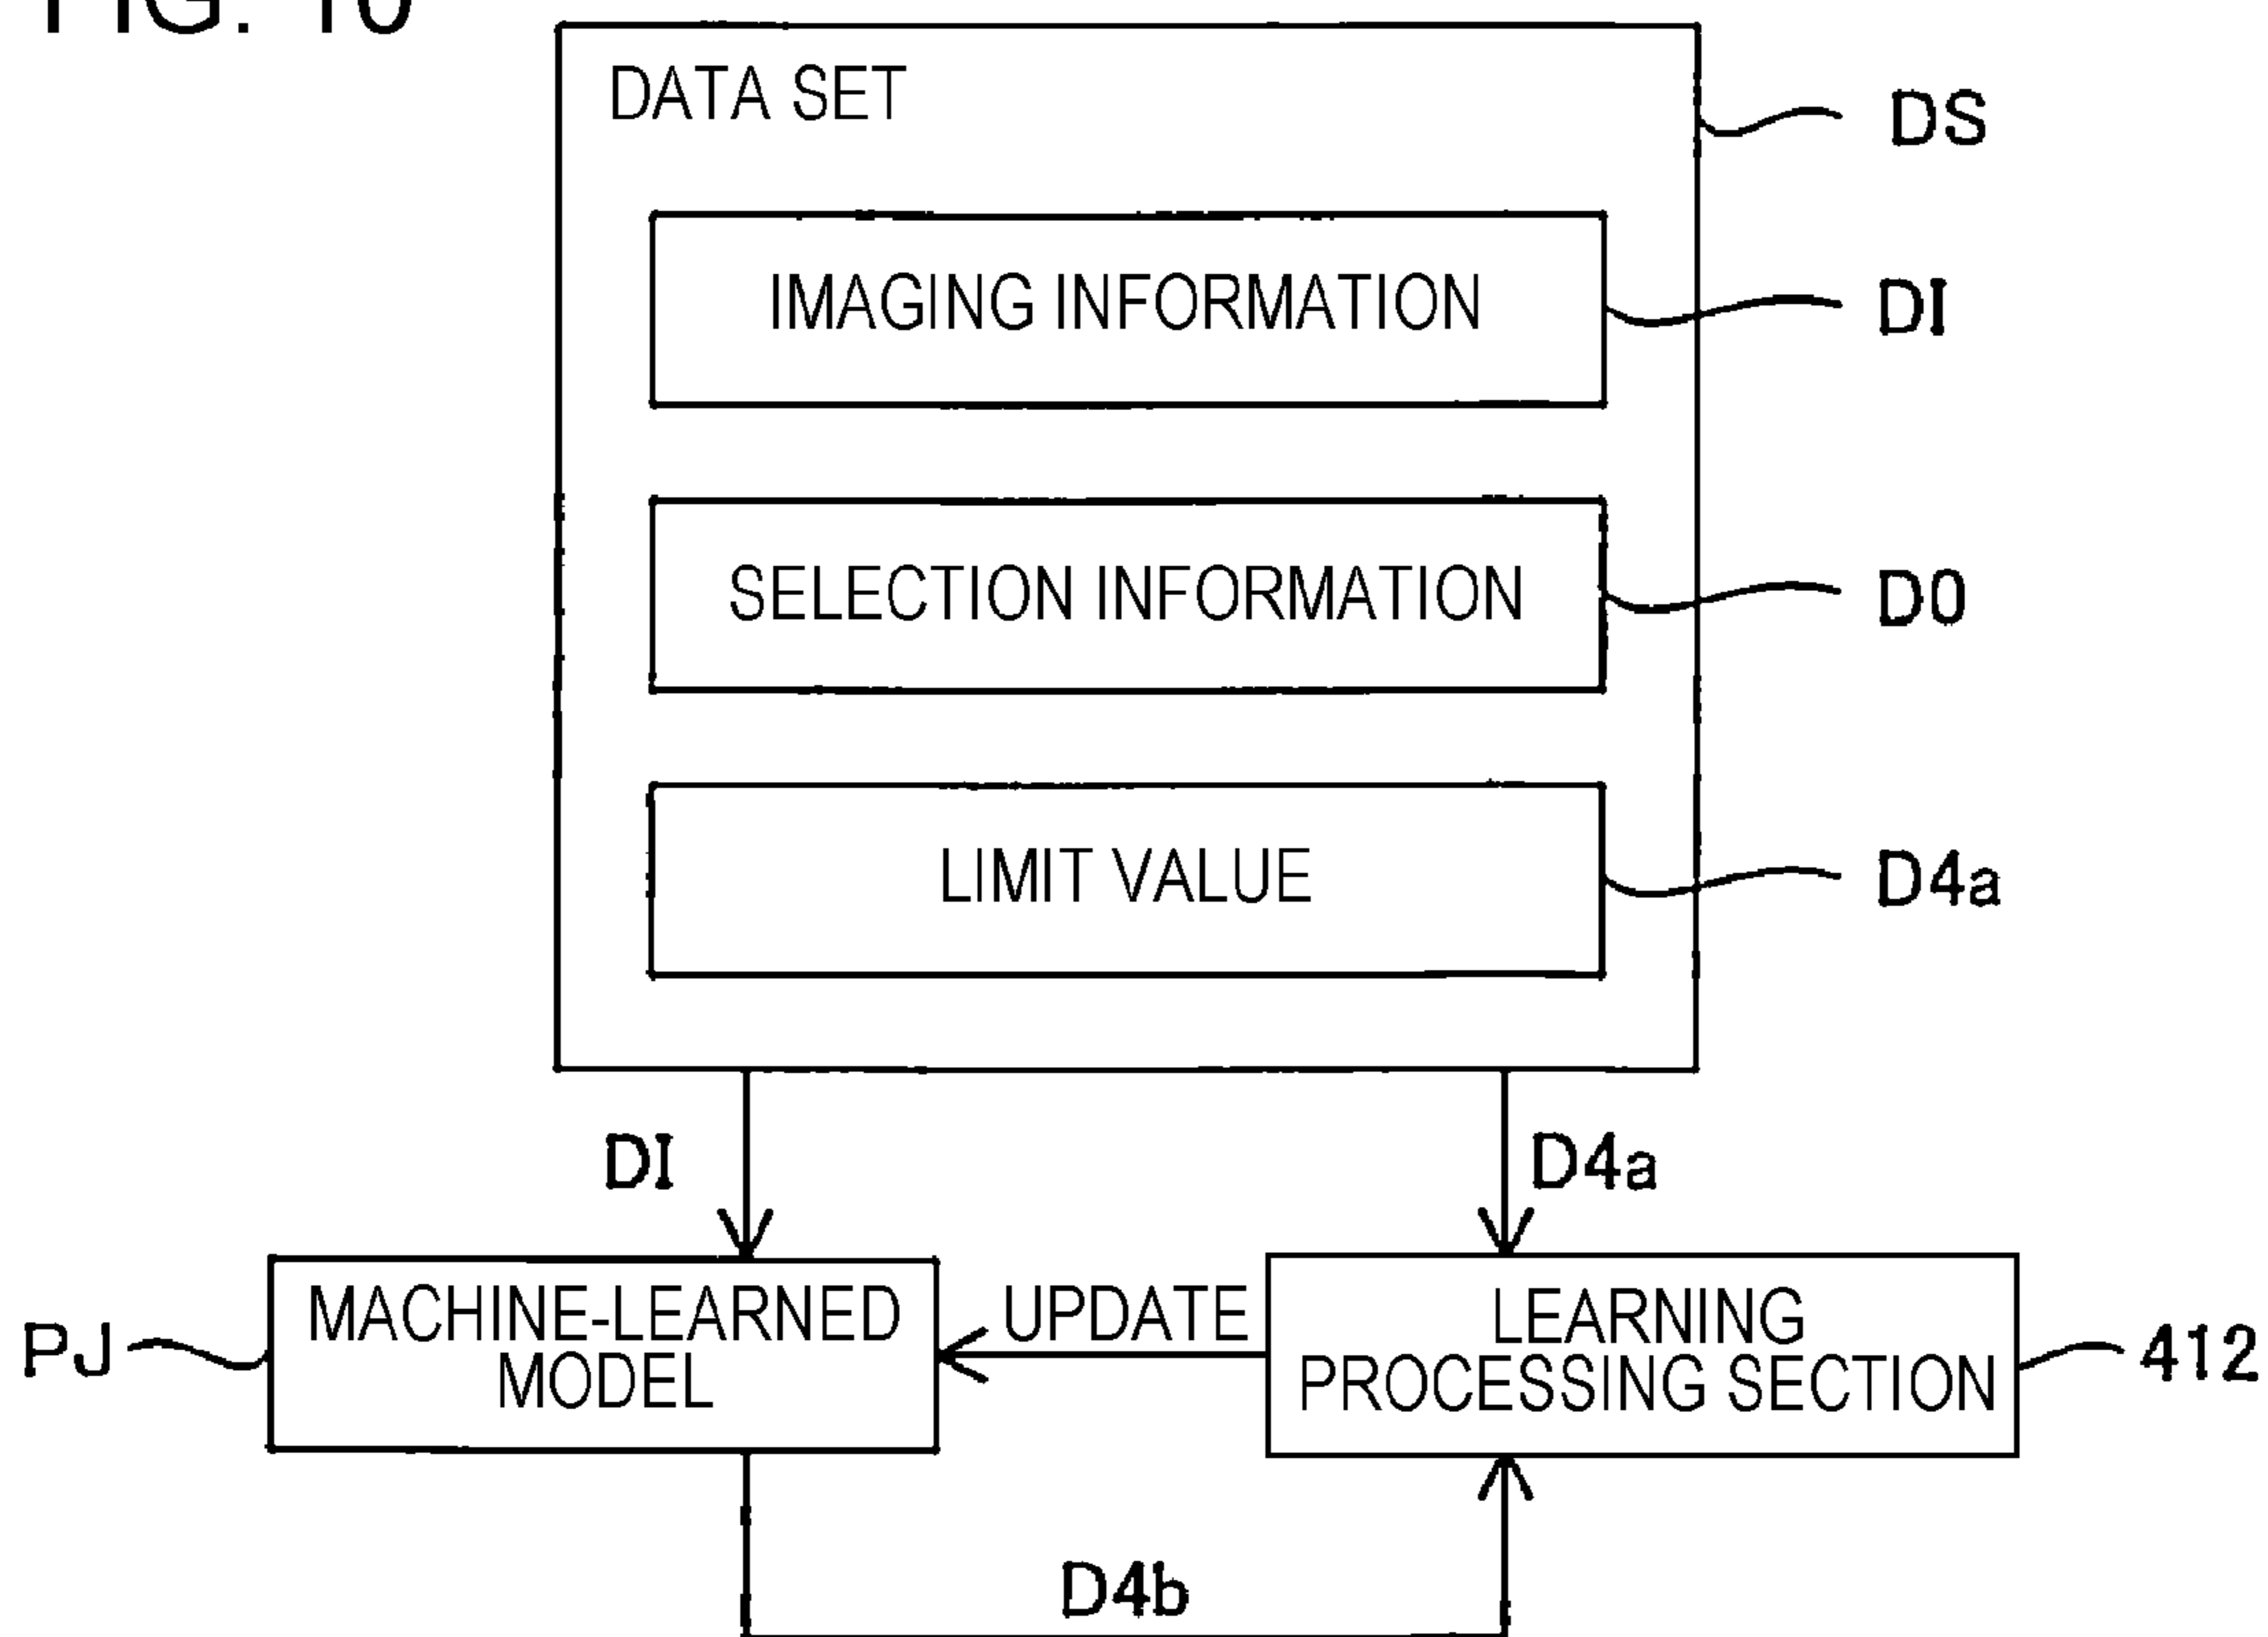 FIG. 10
DATA SET
DS
IMAGING INFORMATION
DI
SELECTION INFORMATION
D0
LIMIT VALUE
D4a
DI
D4a
MACHINE-LEARNED
MODEL
PJ
UPDATE
LEARNING
PROCESSING SECTION
412
D4b